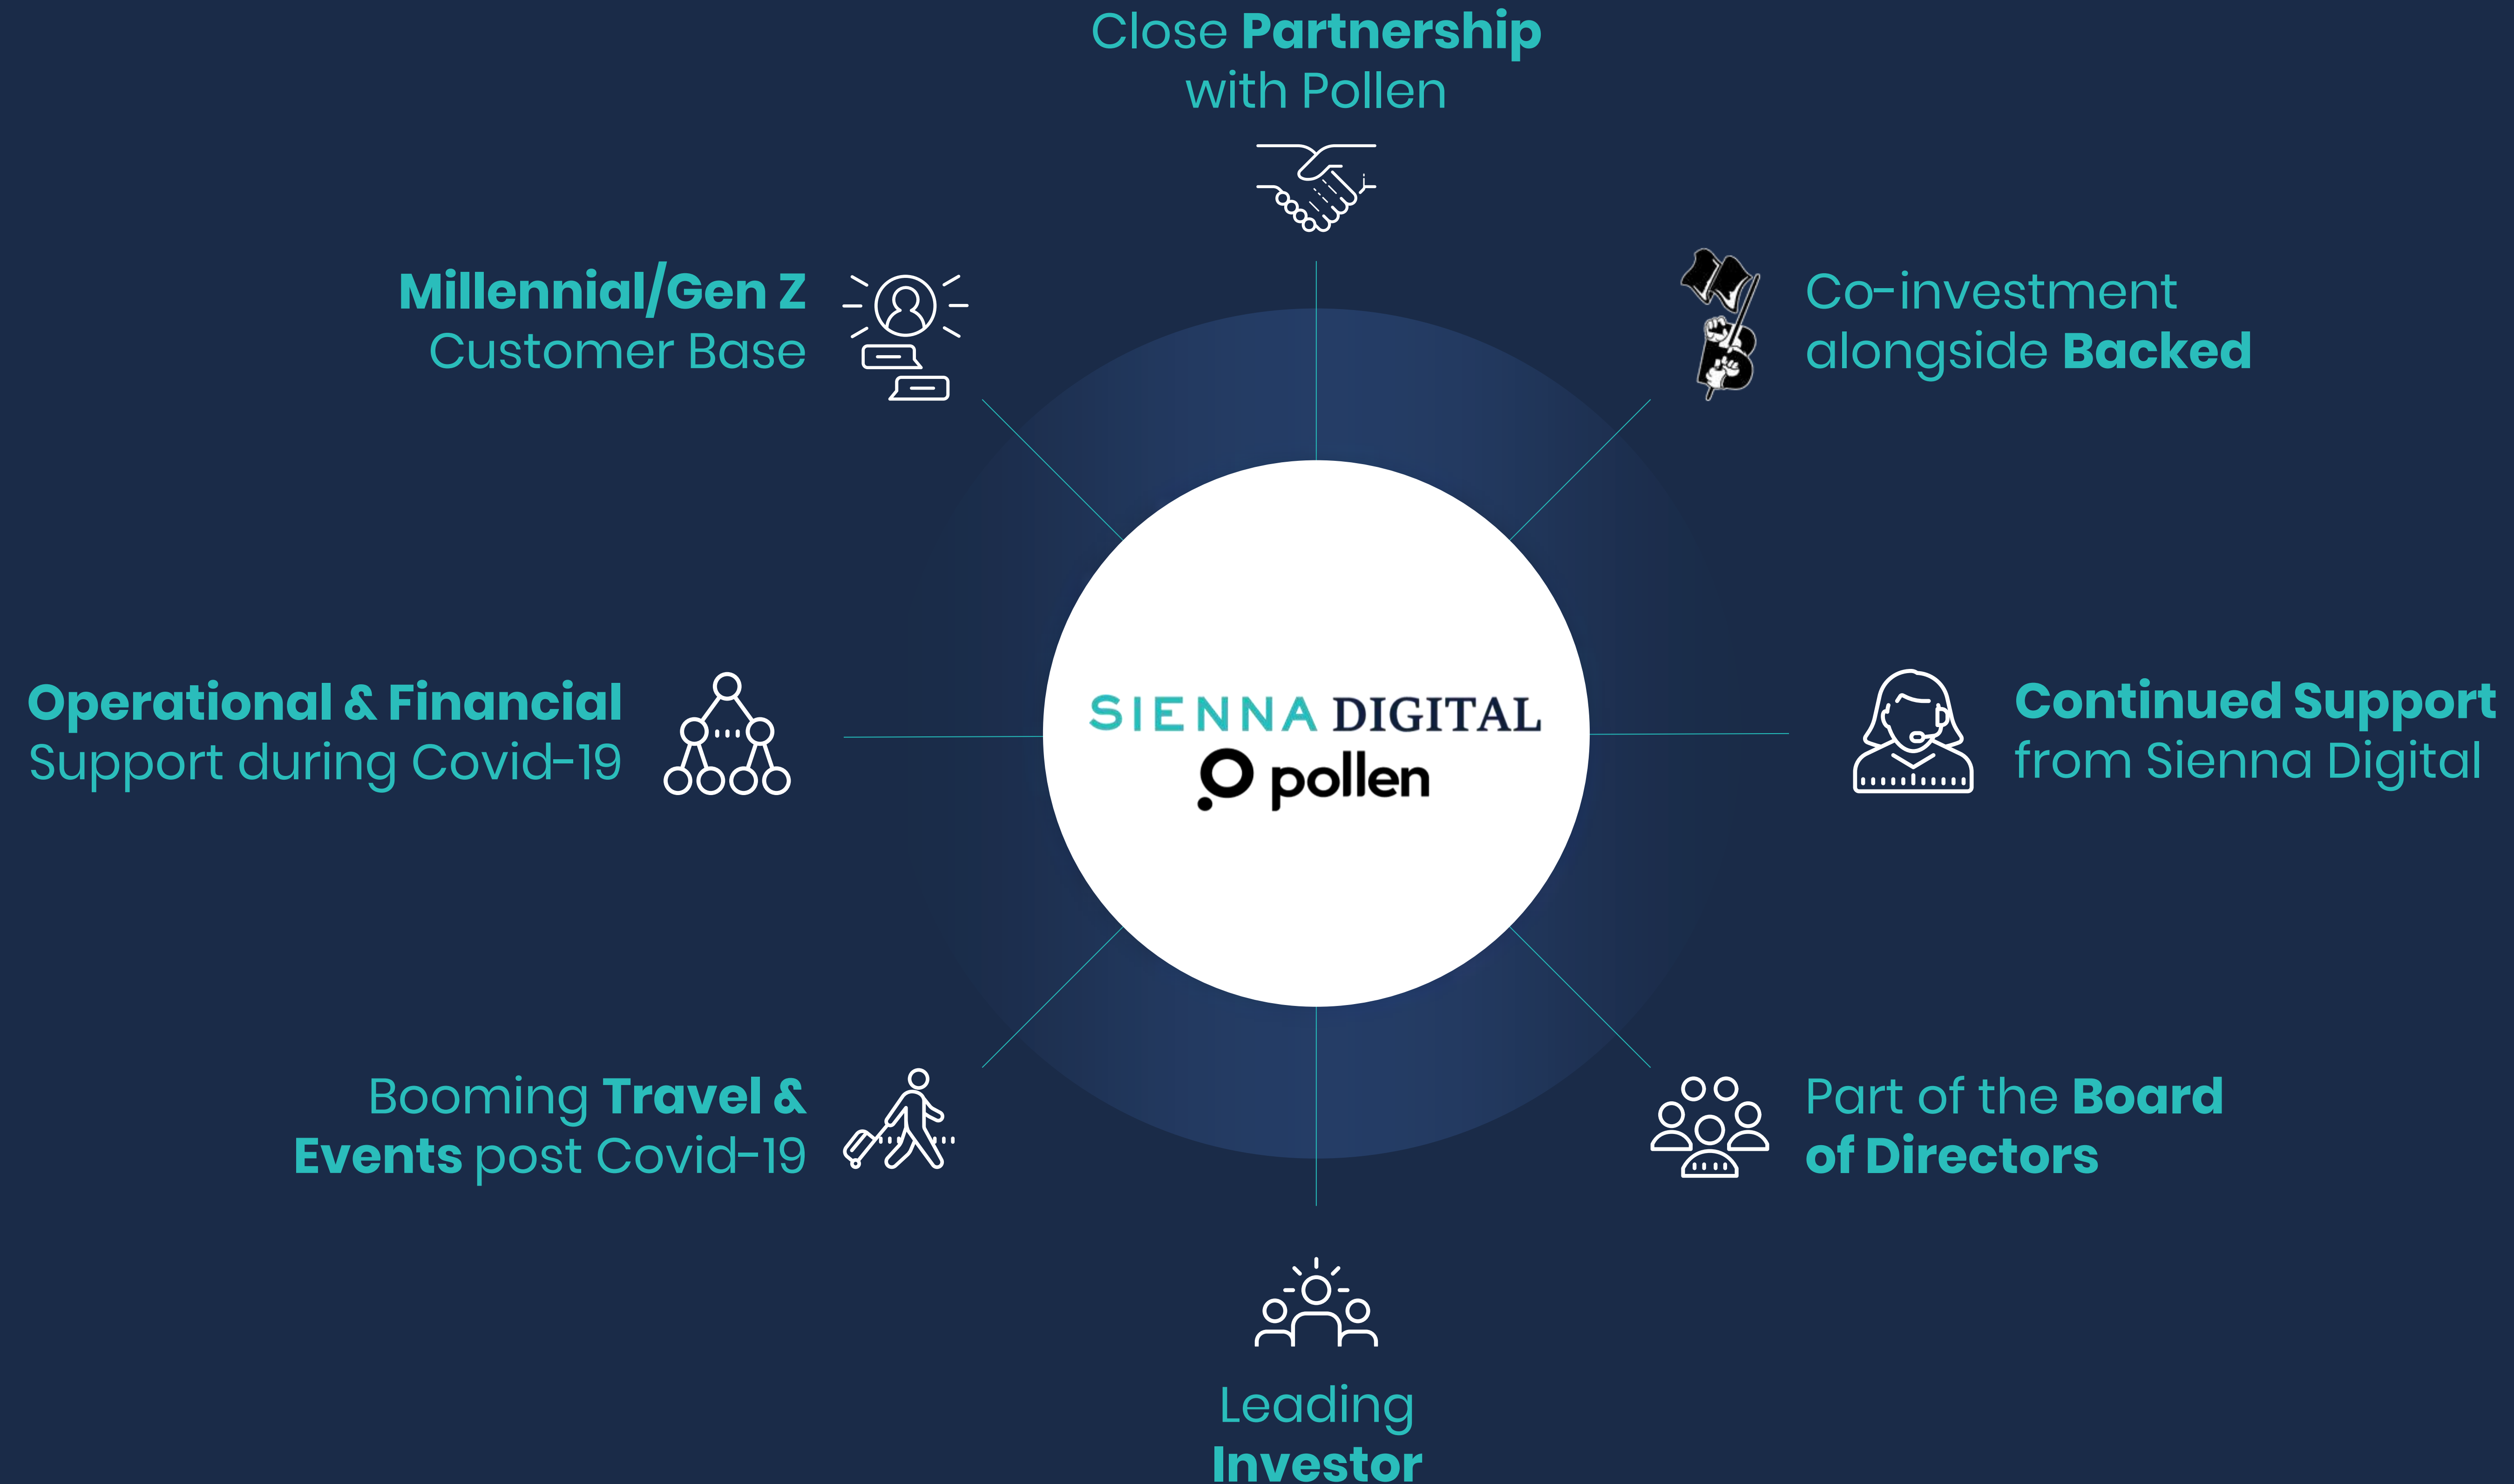 Close Partnership
with Pollen
Millennial/Gen Z
Customer Base
Co-investment
alongside Backed
Operational & Financial
Support during Covid-19
SIENNA DIGITAL
pollen
Continued Support
from Sienna Digital
Booming Travel &
Events post Covid-19
Part of the Board
of Directors
Leading
Investor